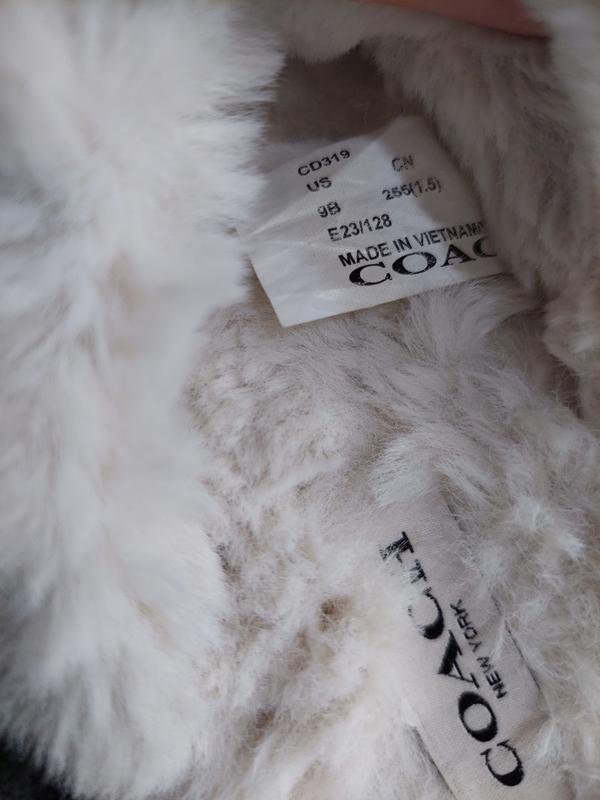 CD319 CN
US 255(1.5)
9B
E23/128
MADE IN VIETNAM/
COAC
COACH
NEW YORK